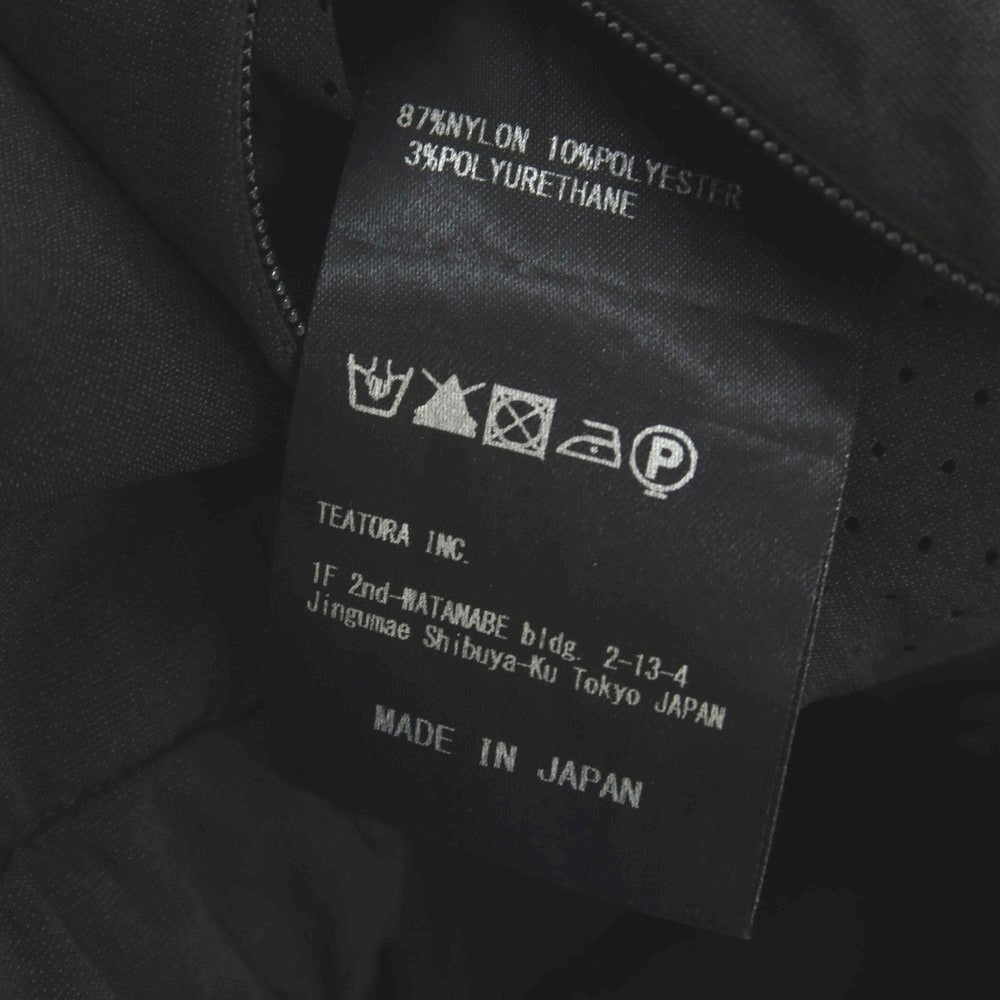 87%NYLON 10%POLYESTER
3%POLYURETHANE
P
TEATORA INC.
1F 2nd-WATANABE bldg. 2-13-4
Jingumae Shibuya-Ku Tokyo JAPAN
MADE IN JAPAN